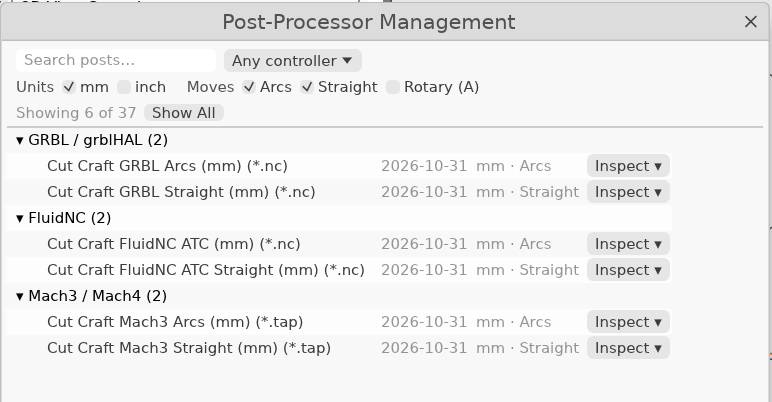 Post-Processor Management
Search posts…
Any controller
Units mm inch Moves Arcs Straight Rotary (A)
Showing 6 of 37 Show All
GRBL / grblHAL (2)
Cut Craft GRBL Arcs (mm) (*.nc) 2026-10-31 mm · Arcs Inspect
Cut Craft GRBL Straight (mm) (*.nc) 2026-10-31 mm · Straight Inspect
FluidNC (2)
Cut Craft FluidNC ATC (mm) (*.nc) 2026-10-31 mm · Arcs Inspect
Cut Craft FluidNC ATC Straight (mm) (*.nc) 2026-10-31 mm · Straight Inspect
Mach3 / Mach4 (2)
Cut Craft Mach3 Arcs (mm) (*.tap) 2026-10-31 mm · Arcs Inspect
Cut Craft Mach3 Straight (mm) (*.tap) 2026-10-31 mm · Straight Inspect